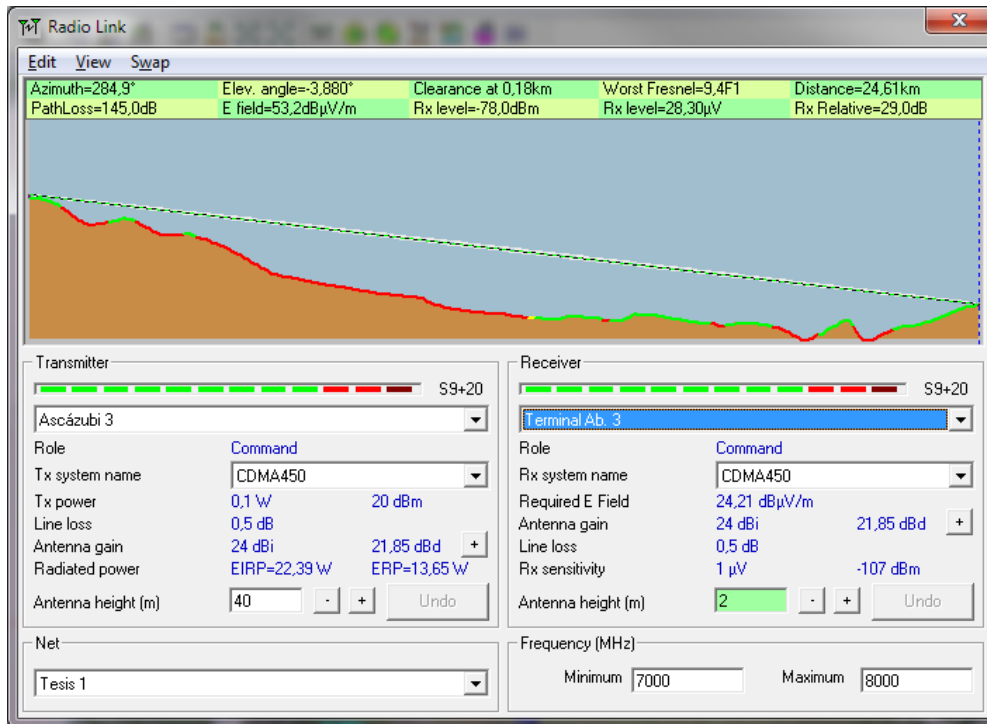 Radio Link
Edit View Swap
Azimuth=284,9° Elev. angle=-3,880° Clearance at 0,18km Worst Fresnel=9,4F1 Distance=24,61km
PathLoss=145,0dB E field=53,2dBµV/m Rx level=-78,0dBm Rx level=28,30µV Rx Relative=29,0dB
Transmitter
S9+20
Ascázubi 3
Role Command
Tx system name CDMA450
Tx power 0,1 W 20 dBm
Line loss 0,5 dB
Antenna gain 24 dBi 21,85 dBd +
Radiated power EIRP=22,39 W ERP=13,65 W
Antenna height (m) 40 - + Undo
Net
Tesis 1
Receiver
S9+20
Terminal Ab. 3
Role Command
Rx system name CDMA450
Required E Field 24,21 dBµV/m
Antenna gain 24 dBi 21,85 dBd +
Line loss 0,5 dB
Rx sensitivity 1 µV -107 dBm
Antenna height (m) 2 - + Undo
Frequency (MHz)
Minimum 7000 Maximum 8000